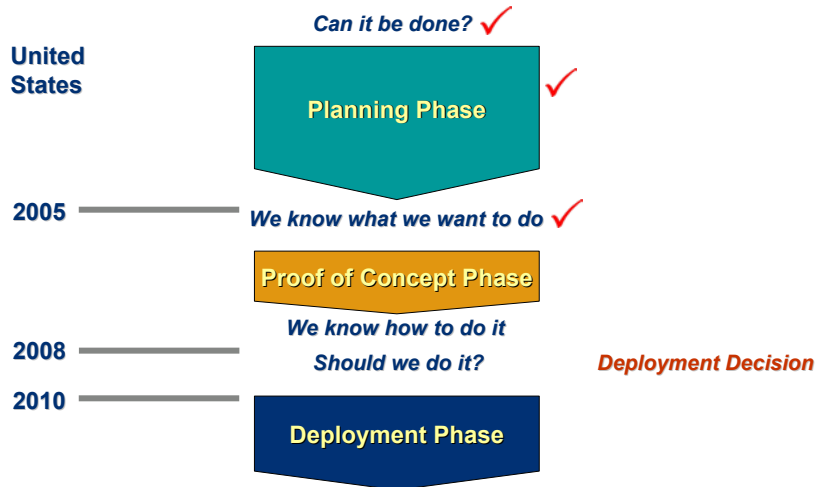 Can it be done?
United
States
Planning Phase
2005
We know what we want to do
Proof of Concept Phase
We know how to do it
2008
Should we do it?
Deployment Decision
2010
Deployment Phase